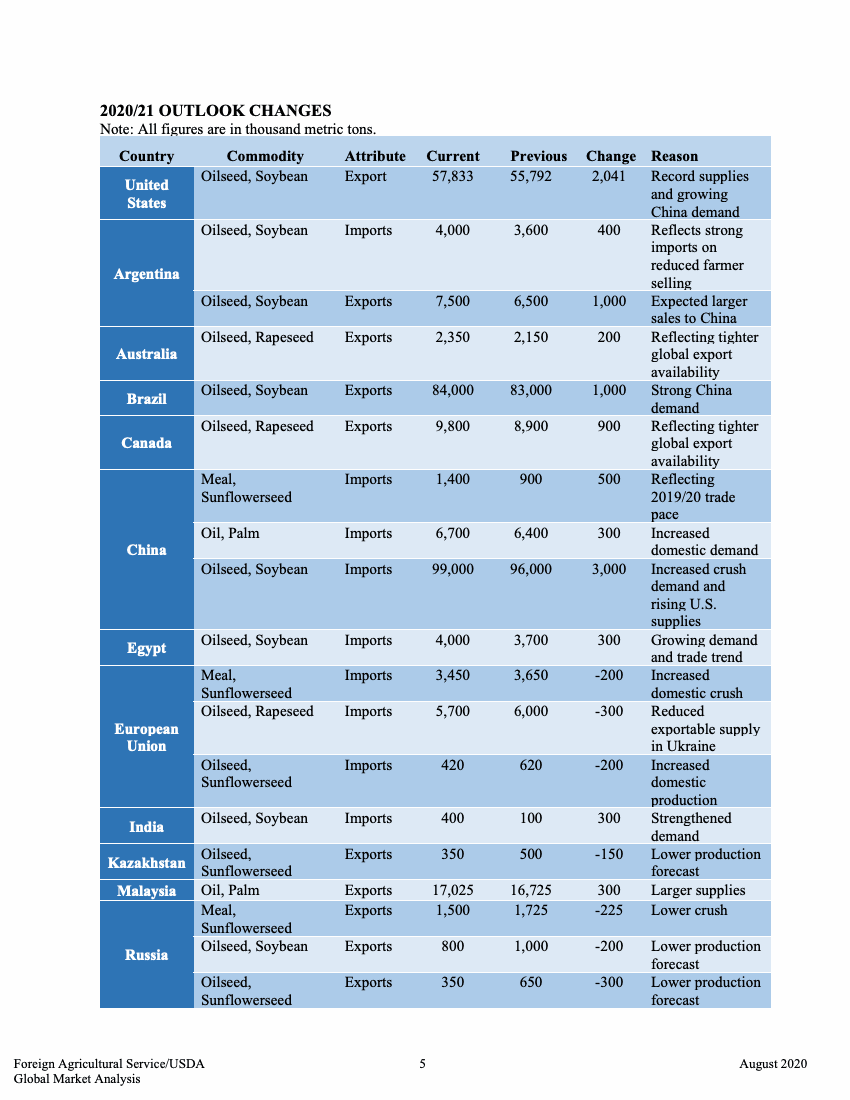 2020/21 OUTLOOK CHANGES
Note: All figures are in thousand metric tons.
Country Commodity Attribute Current Previous Change Reason
United States Oilseed, Soybean Export 57,833 55,792 2,041 Record supplies
and growing
China demand
Argentina Oilseed, Soybean Imports 4,000 3,600 400 Reflects strong
imports on
reduced farmer
selling
Oilseed, Soybean Exports 7,500 6,500 1,000 Expected larger
sales to China
Australia Oilseed, Rapeseed Exports 2,350 2,150 200 Reflecting tighter
global export
availability
Brazil Oilseed, Soybean Exports 84,000 83,000 1,000 Strong China
demand
Canada Oilseed, Rapeseed Exports 9,800 8,900 900 Reflecting tighter
global export
availability
China Meal, Imports 1,400 900 500 Reflecting
Sunflowerseed 2019/20 trade
pace
Oil, Palm Imports 6,700 6,400 300 Increased
domestic demand
Oilseed, Soybean Imports 99,000 96,000 3,000 Increased crush
demand and
rising U.S.
supplies
Egypt Oilseed, Soybean Imports 4,000 3,700 300 Growing demand
and trade trend
European Union Meal, Imports 3,450 3,650 -200 Increased
Sunflowerseed domestic crush
Oilseed, Rapeseed Imports 5,700 6,000 -300 Reduced
exportable supply
in Ukraine
Oilseed, Imports 420 620 -200 Increased
Sunflowerseed domestic
production
India Oilseed, Soybean Imports 400 100 300 Strengthened
demand
Kazakhstan Oilseed, Exports 350 500 -150 Lower production
Sunflowerseed forecast
Malaysia Oil, Palm Exports 17,025 16,725 300 Larger supplies
Russia Meal, Exports 1,500 1,725 -225 Lower crush
Sunflowerseed
Oilseed, Soybean Exports 800 1,000 -200 Lower production
forecast
Oilseed, Exports 350 650 -300 Lower production
Sunflowerseed forecast
Foreign Agricultural Service/USDA 5 August 2020
Global Market Analysis